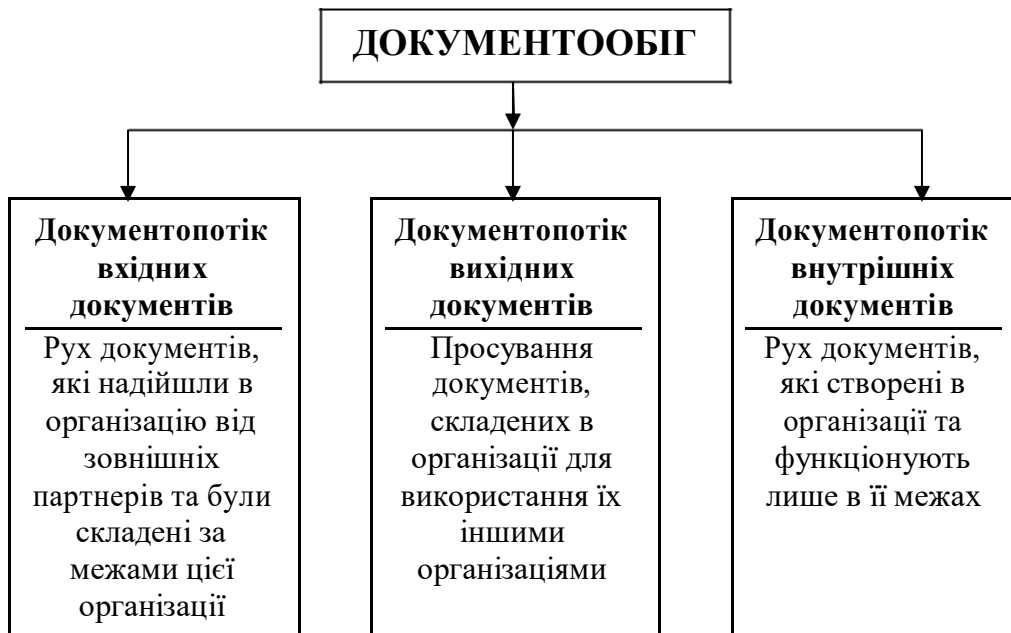 ДОКУМЕНТООБІГ
Документопотік
вхідних
документів
Рух документів,
які надійшли в
організацію від
зовнішніх
партнерів та були
складені за
межами цієї
організації
Документопотік
вихідних
документів
Просування
документів,
складених в
організації для
використання їх
іншими
організаціями
Документопотік
внутрішніх
документів
Рух документів,
які створені в
організації та
функціонують
лише в її межах